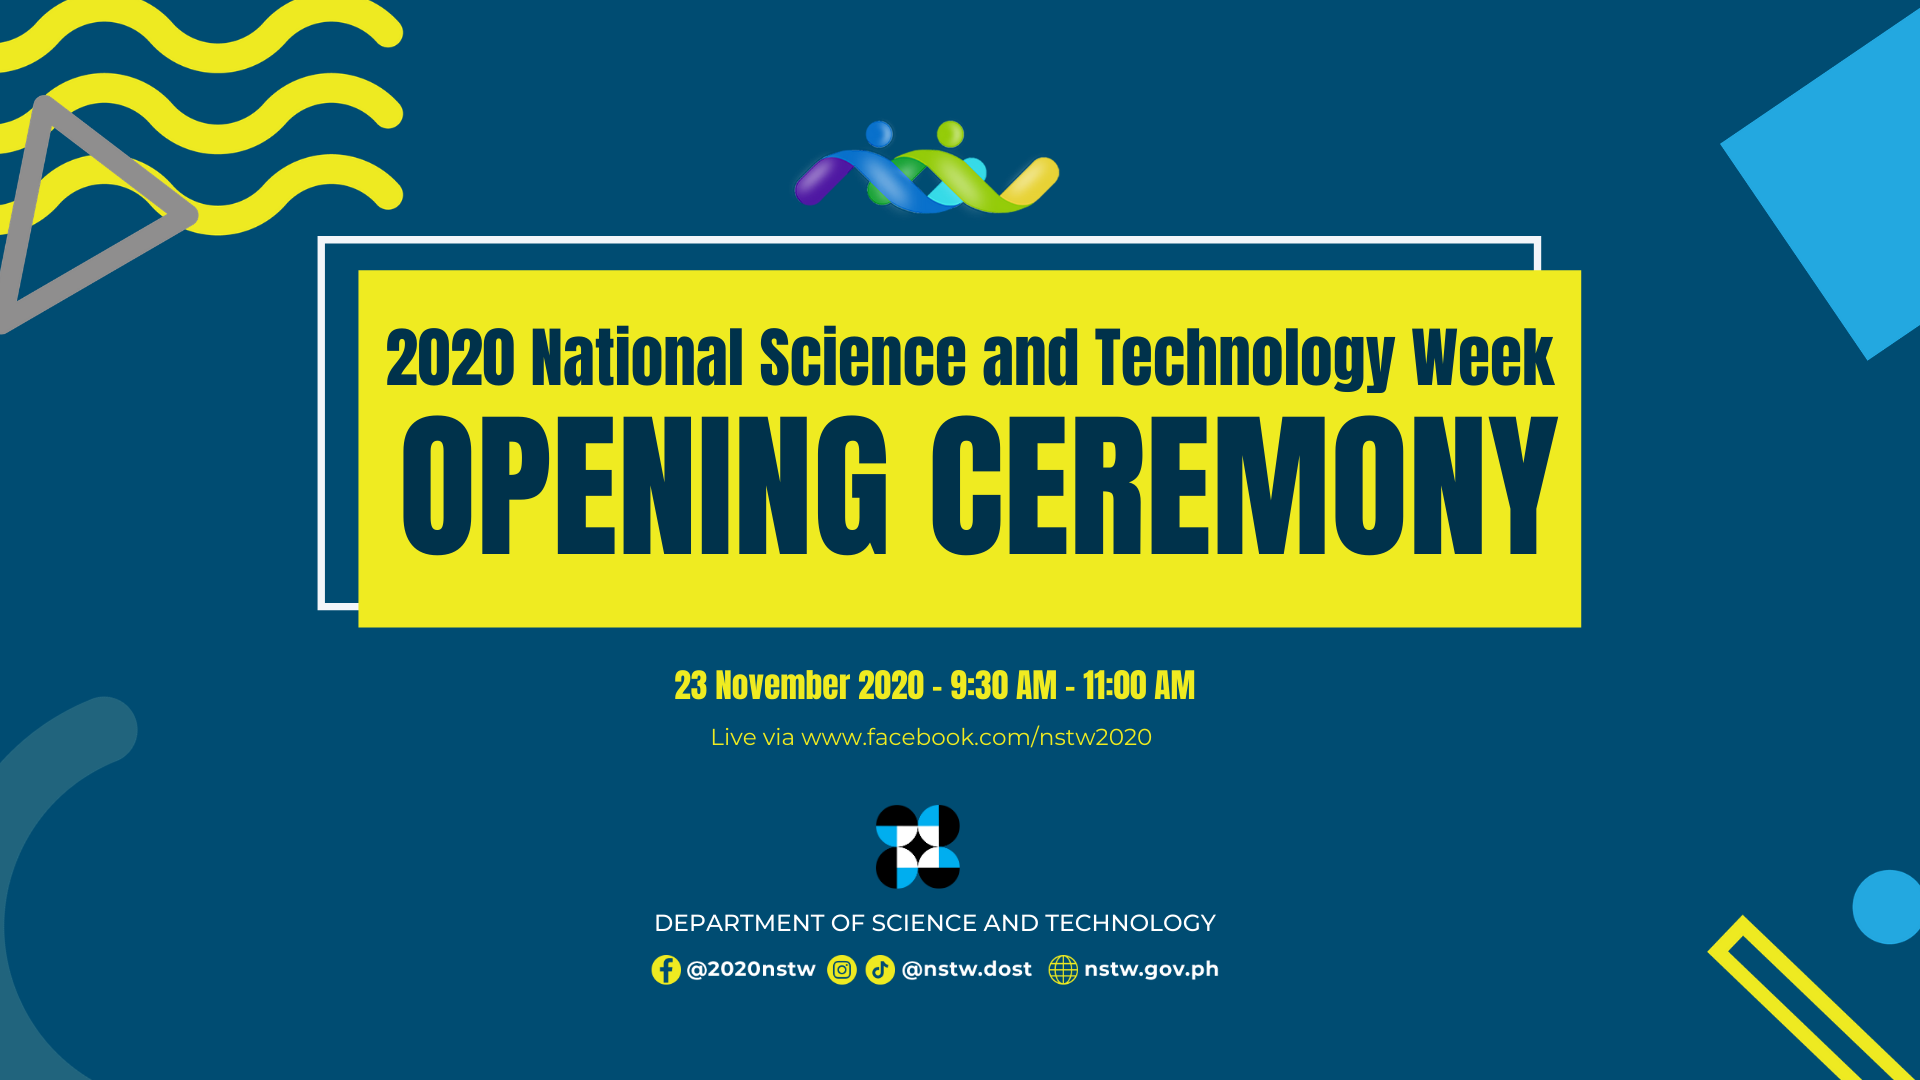 2020 National Science and Technology Week
OPENING CEREMONY
23 November 2020 - 9:30 AM - 11:00 AM
Live via www.facebook.com/nstw2020
DEPARTMENT OF SCIENCE AND TECHNOLOGY
@2020nstw @nstw.dost nstw.gov.ph